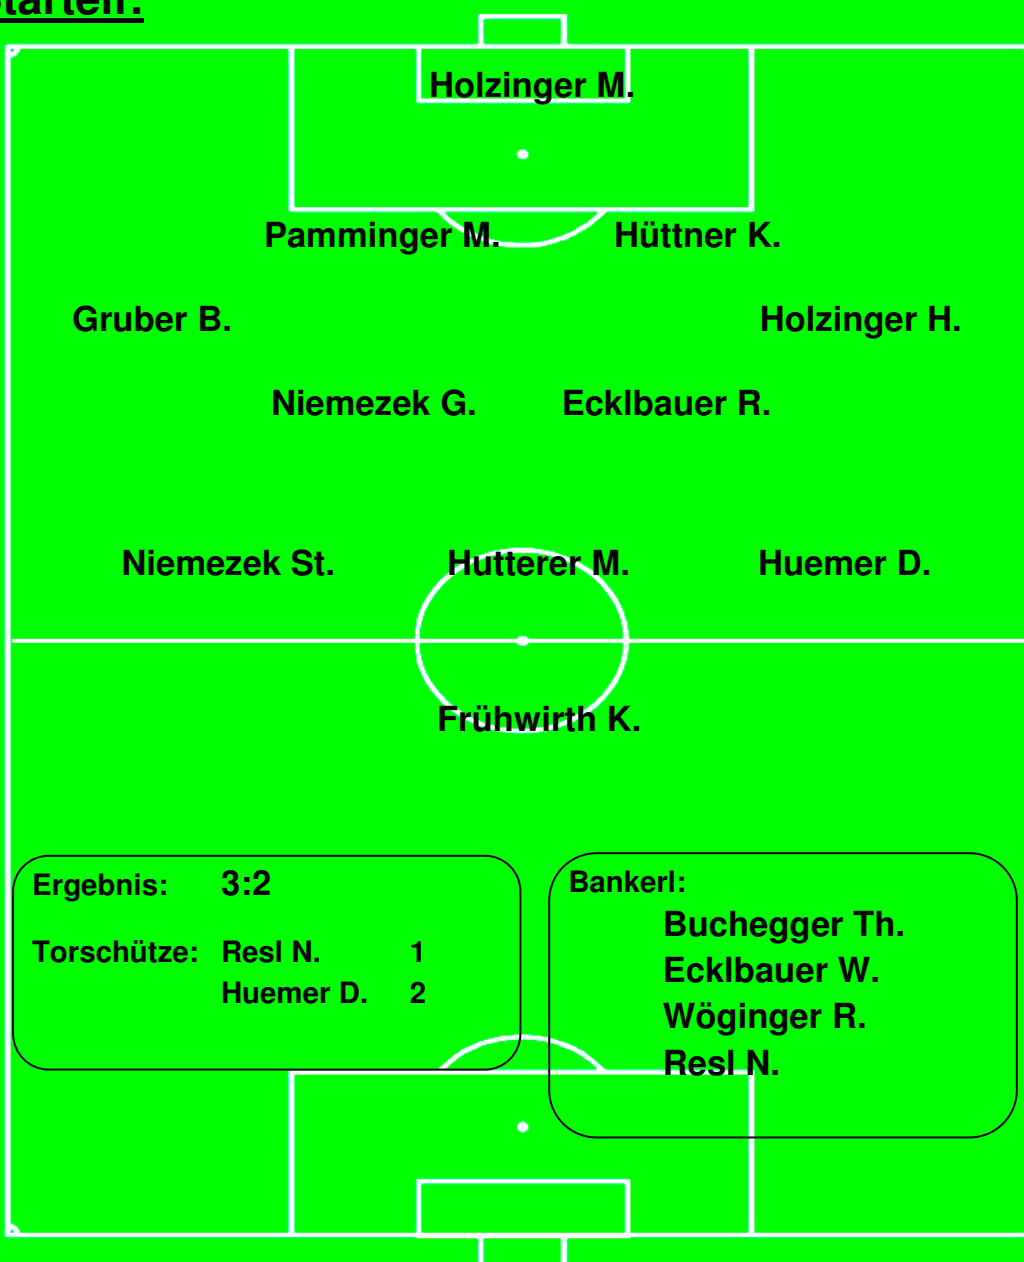 Holzinger M.
Pamminger M. Hüttner K.
Gruber B. Holzinger H.
Niemezek G. Ecklbauer R.
Niemezek St. Hutterer M. Huemer D.
Frühwirth K.
Ergebnis: 3:2
Torschütze: Resl N. 1
Huemer D. 2
Bankerl:
Buchegger Th.
Ecklbauer W.
Wöginger R.
Resl N.